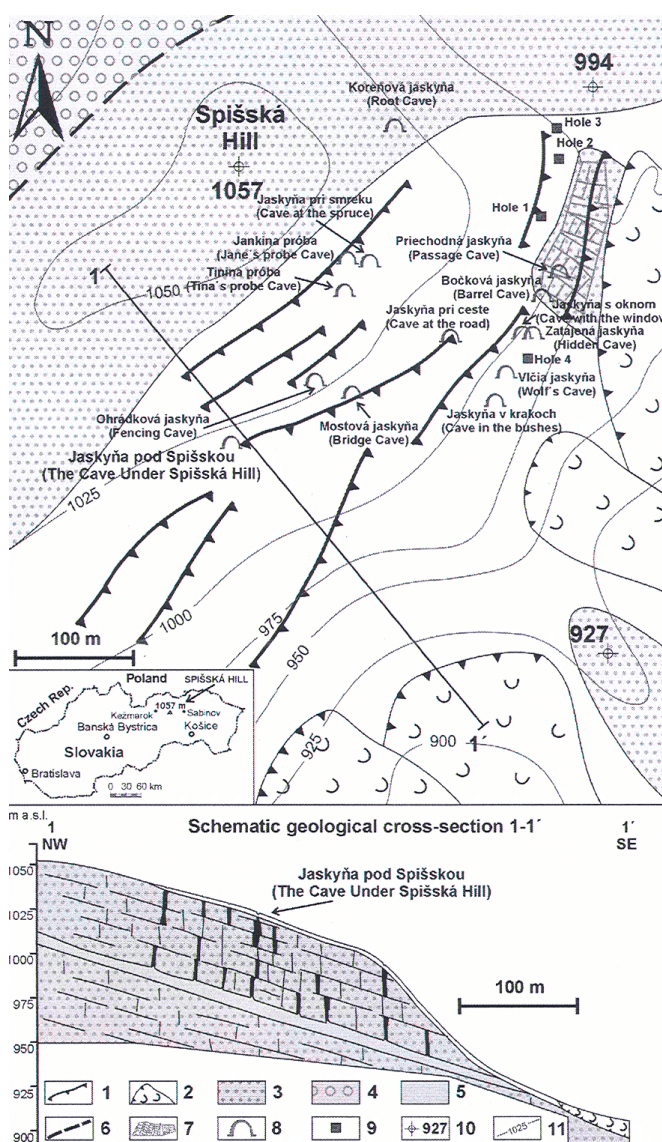 N
994
Koreňová jaskyňa
(Root Cave)
Hole 3
Hole 2
Spišská
Hill
1057
Jaskyňa pri smreku
(Cave at the spruce)
Hole 1
Jankina próba
(Jane´s probe Cave)
Priechodná jaskyňa
(Passage Cave)
Tinina próba
(Tina´s probe Cave)
1´
1050
Bočková jaskyňa
(Barrel Cave)
Jaskyňa s oknom
(Cave with the window)
Jaskyňa pri ceste
(Cave at the road)
Zatajená jaskyňa
(Hidden Cave)
Hole 4
Vlčia jaskyňa
(Wolf´s Cave)
Ohrádková jaskyňa
(Fencing Cave)
Mostová jaskyňa
(Bridge Cave)
Jaskyňa v krakoch
(Cave in the bushes)
Jaskyňa pod Spišskou
(The Cave Under Spišská Hill)
1025
1000
975
950
927
100 m
925
900
1´
Poland
SPIŠSKÁ HILL
Czech Rep.
1057 m
Kežmarok
Sabinov
Banská Bystrica
Košice
Slovakia
Bratislava
0 30 60 km
m a.s.l.
1
NW
Schematic geological cross-section 1-1´
1´
SE
Jaskyňa pod Spišskou
(The Cave Under Spišská Hill)
1050
1025
1000
975
950
925
900
100 m
1
2
3
4
5
6
7
8
9
927
10
1025
11